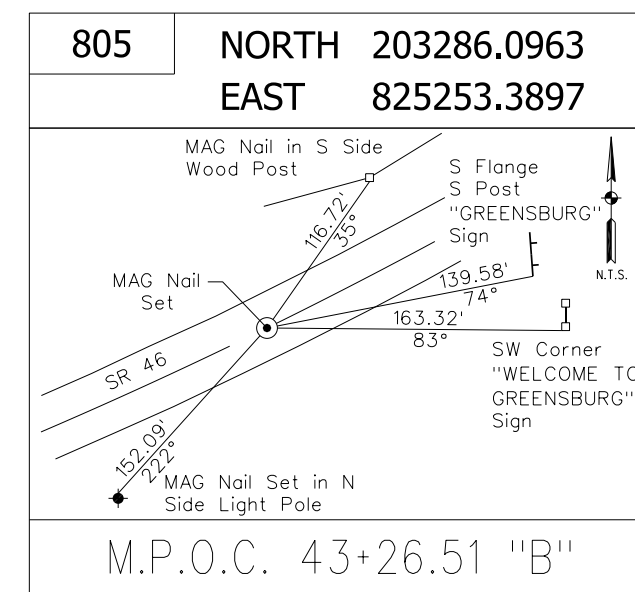 805
NORTH 203286.0963
EAST 825253.3897
MAG Nail in S Side
Wood Post
S Flange
S Post
"GREENSBURG"
Sign
N.T.S.
116.72'
35°
139.58'
74°
MAG Nail
Set
163.32'
83°
SW Corner
"WELCOME TO
GREENSBURG"
Sign
SR 46
152.09'
222°
MAG Nail Set in N
Side Light Pole
M.P.O.C. 43+26.51 "B"